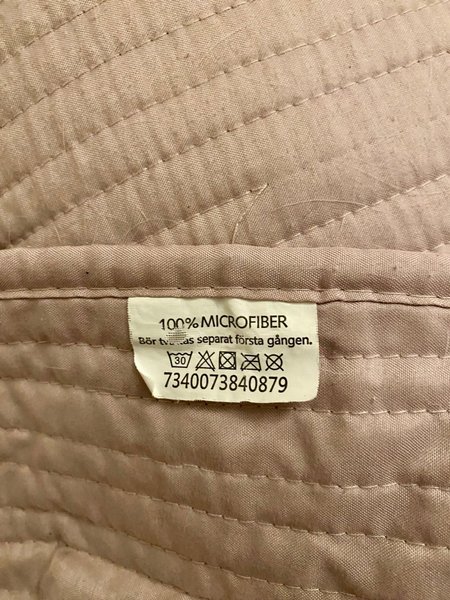 100% MICROFIBER
Bör separat första gången.
30
7340073840879